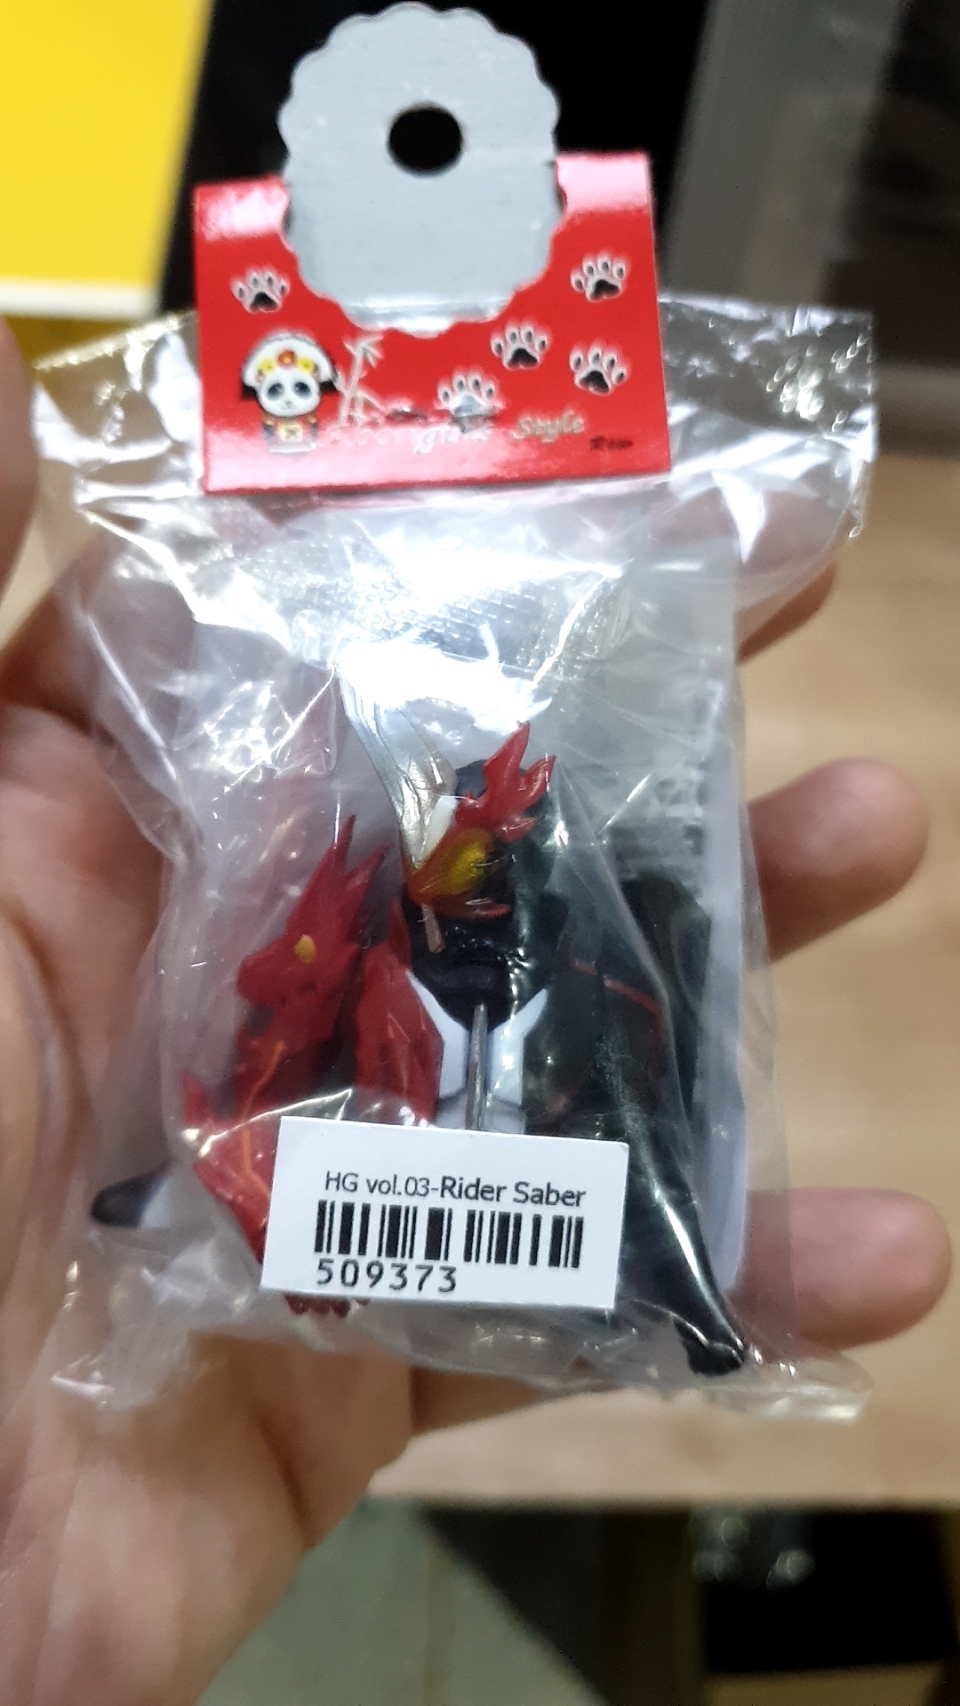 Style
HG vol.03-Rider Saber
509373